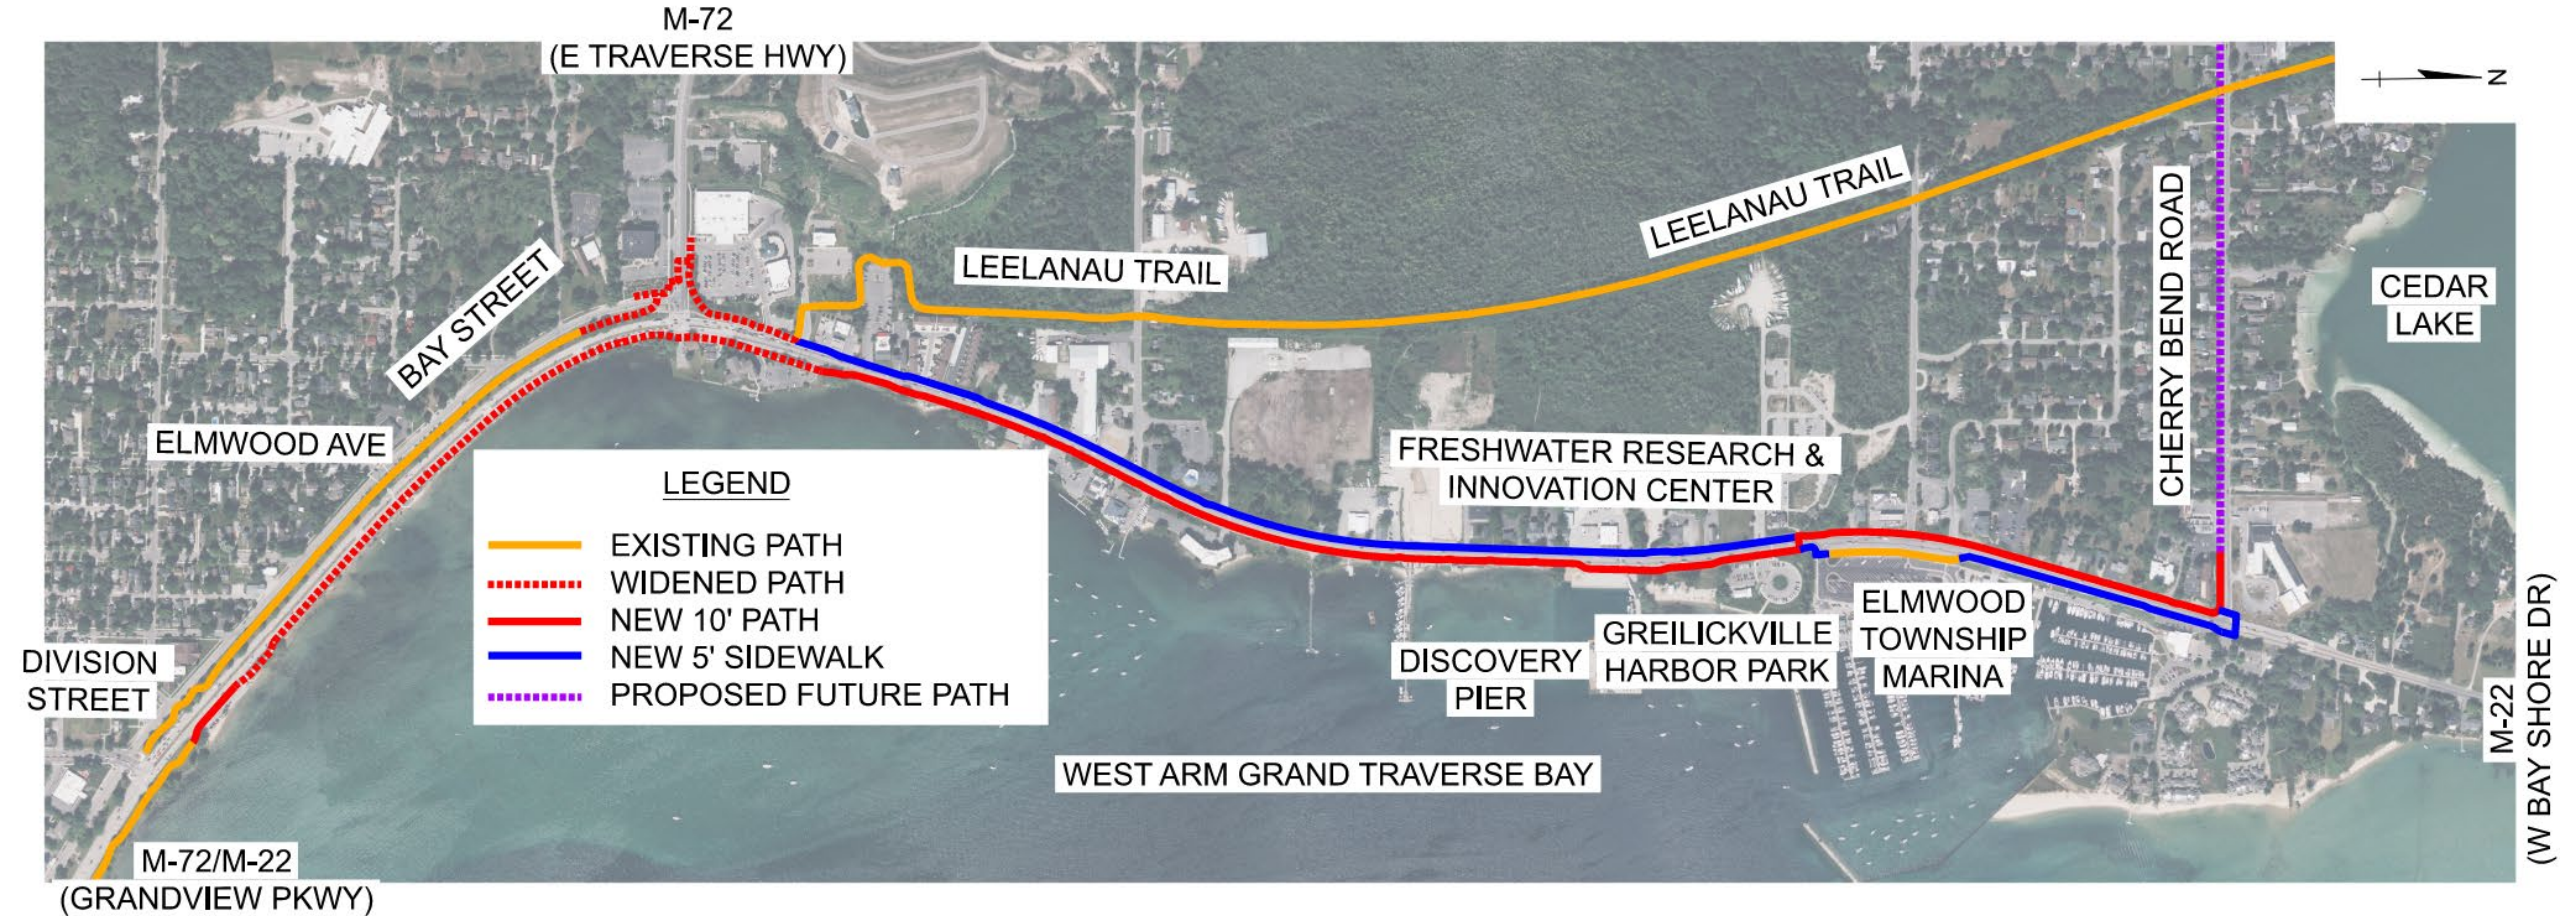 M-72
(E TRAVERSE HWY)
N
LEELANAU TRAIL
LEELANAU TRAIL
BAY STREET
CHERRY BEND ROAD
CEDAR
LAKE
ELMWOOD AVE
FRESHWATER RESEARCH &
INNOVATION CENTER
LEGEND
EXISTING PATH
WIDENED PATH
NEW 10' PATH
NEW 5' SIDEWALK
PROPOSED FUTURE PATH
DIVISION
STREET
DISCOVERY
PIER
GREILICKVILLE
HARBOR PARK
ELMWOOD
TOWNSHIP
MARINA
M-22
(W BAY SHORE DR)
WEST ARM GRAND TRAVERSE BAY
M-72/M-22
(GRANDVIEW PKWY)